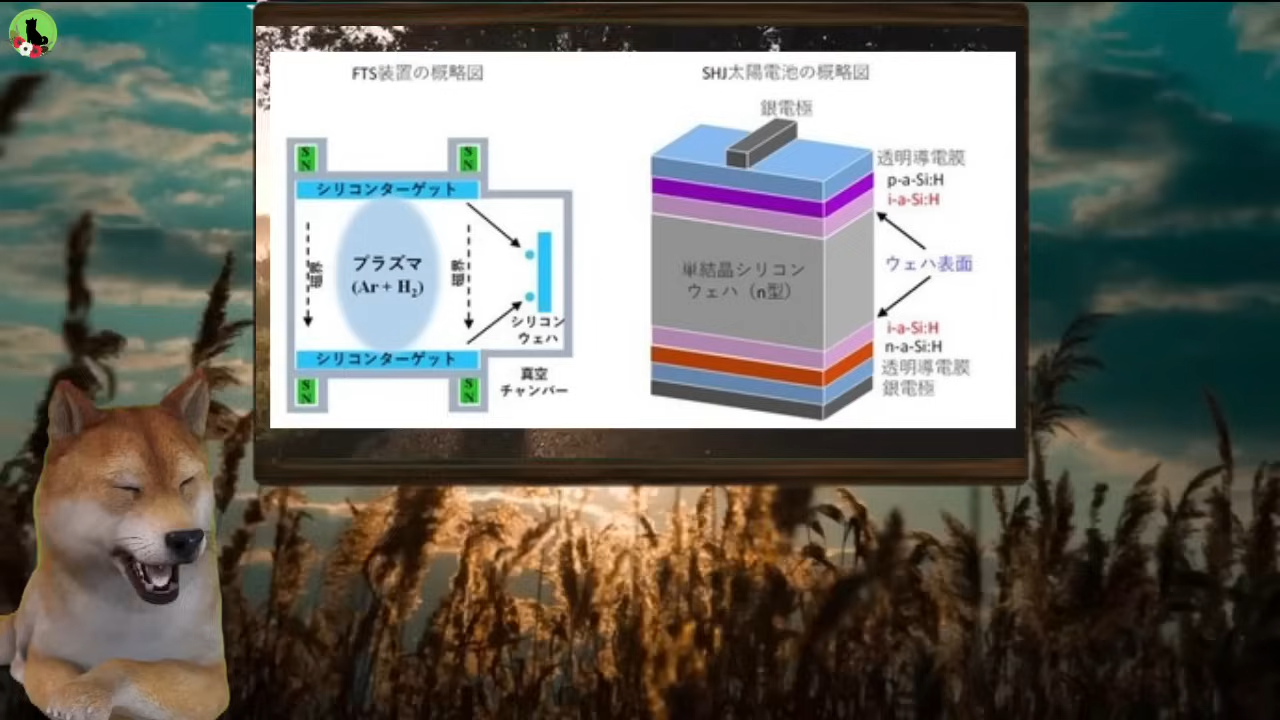 FTS装置の概略図
S
N
S
N
シリコンターゲット
磁界
プラズマ
(Ar + H₂)
磁界
シリコン
ウェハ
シリコンターゲット
S
N
S
N
真空
チャンバー
SHJ太陽電池の概略図
銀電極
透明導電膜
p-a-Si:H
i-a-Si:H
単結晶シリコン
ウェハ（n型）
ウェハ表面
i-a-Si:H
n-a-Si:H
透明導電膜
銀電極